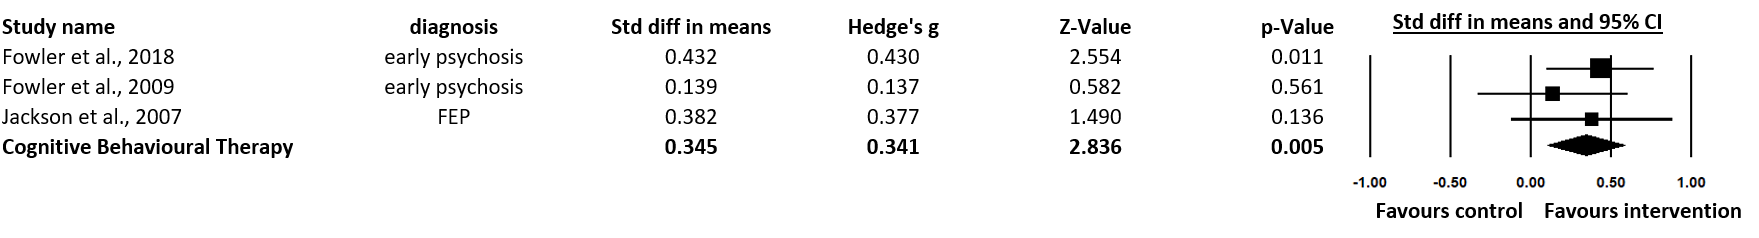 Study name diagnosis Std diff in means Hedge's g Z-Value p-Value Std diff in means and 95% CI
Fowler et al., 2018 early psychosis 0.432 0.430 2.554 0.011
Fowler et al., 2009 early psychosis 0.139 0.137 0.582 0.561
Jackson et al., 2007 FEP 0.382 0.377 1.490 0.136
Cognitive Behavioural Therapy 0.345 0.341 2.836 0.005
-1.00 -0.50 0.00 0.50 1.00
Favours control Favours intervention